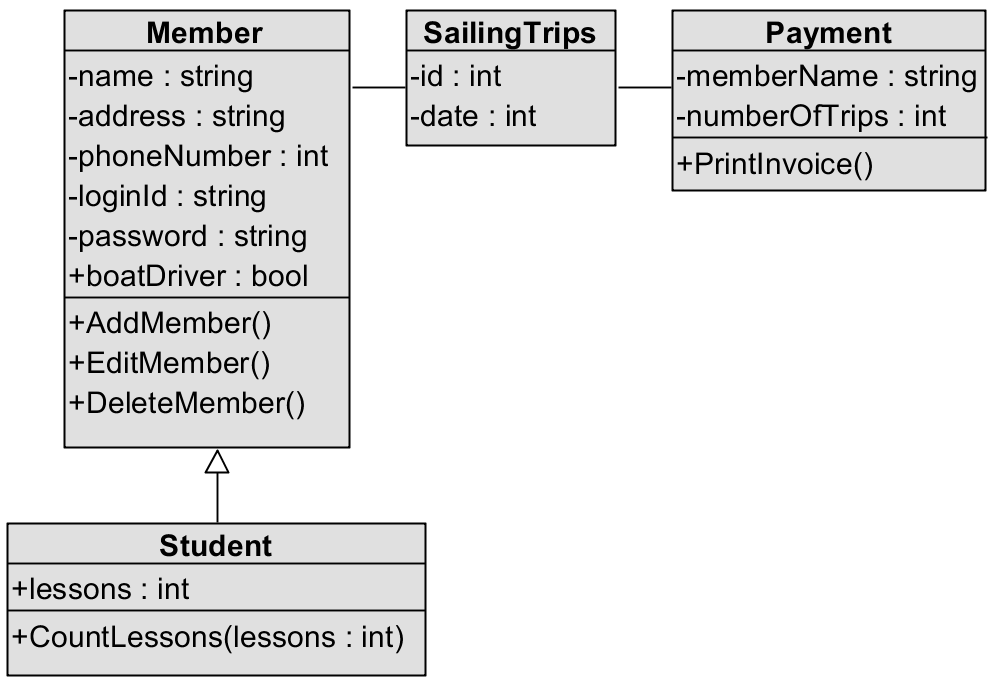 Member
-name : string
-address : string
-phoneNumber : int
-loginId : string
-password : string
+boatDriver : bool
+AddMember()
+EditMember()
+DeleteMember()
SailingTrips
-id : int
-date : int
Payment
-memberName : string
-numberOfTrips : int
+PrintInvoice()
Student
+lessons : int
+CountLessons(lessons : int)